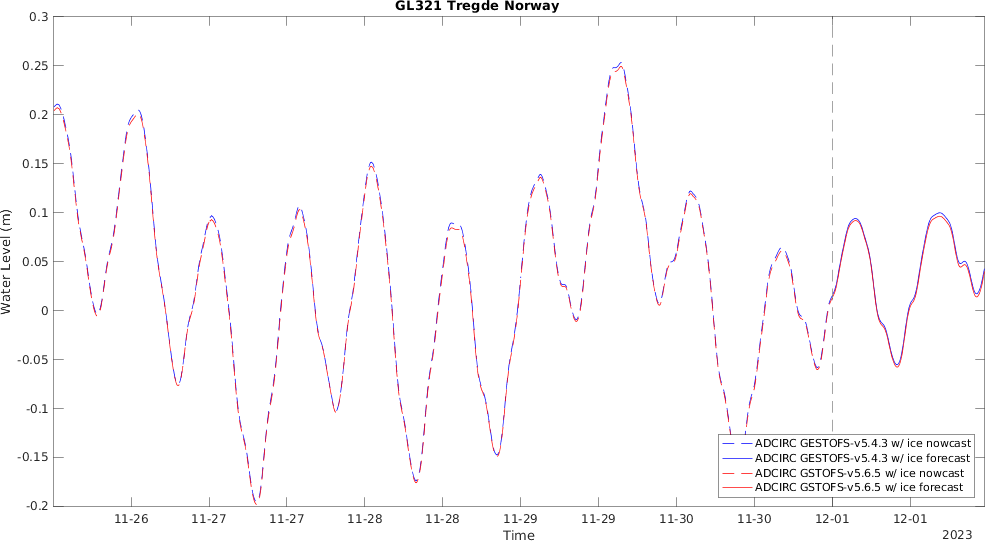 GL321 Tregde Norway
0.3
0.25
0.2
0.15
0.1
0.05
0
-0.05
-0.1
-0.15
-0.2
Water Level (m)
ADCIRC GESTOFS-v5.4.3 w/ ice nowcast
ADCIRC GESTOFS-v5.4.3 w/ ice forecast
ADCIRC GSTOFS-v5.6.5 w/ ice nowcast
ADCIRC GSTOFS-v5.6.5 w/ ice forecast
11-26 11-27 11-27 11-28 11-28 11-29 11-29 11-30 11-30 12-01 12-01
Time
2023